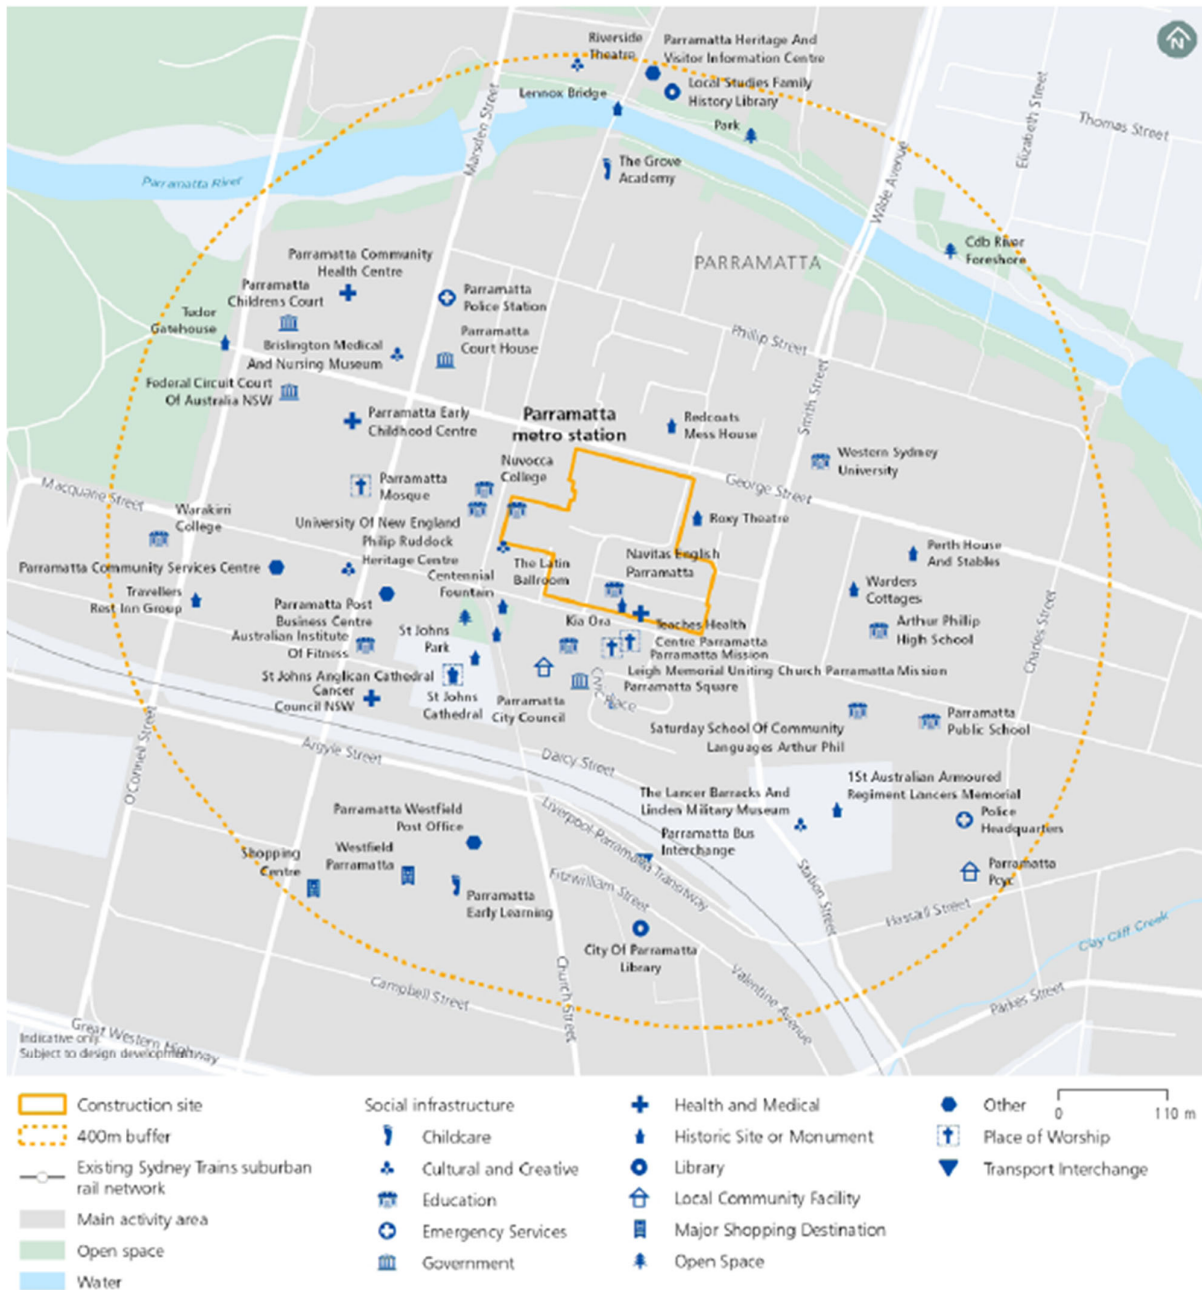 Riverside
Theatre
Parramatta Heritage And
Visitor Information Centre
N
Lennox Bridge
Local Studies Family
History Library
Park
Marsden Street
Elizabeth Street
Thomas Street
The Grove
Academy
Parramatta River
Wilde Avenue
Cdb River
Foreshore
PARRAMATTA
Parramatta Community
Health Centre
Parramatta
Childrens Court
Parramatta
Police Station
Tudor
Gatehouse
Parramatta
Court House
Phillip Street
Brislington Medical
And Nursing Museum
Federal Circuit Court
Of Australia NSW
Smith Street
Parramatta Early
Childhood Centre
Parramatta
metro station
Redcoats
Mess House
Nuvocca
College
Western Sydney
University
Macquarie Street
Parramatta
Mosque
George Street
Warakirri
College
University Of New England
Roxy Theatre
Philip Ruddock
Heritage Centre
Parramatta Community Services Centre
The Latin
Ballroom
Navitas English
Parramatta
Perth House
And Stables
Centennial
Fountain
Travellers
Rest Inn Group
Warders
Cottages
Parramatta Post
Business Centre
Kia Ora
Teaches Health
Centre Parramatta
Arthur Phillip
High School
Charles Street
Australian Institute
Of Fitness
St Johns
Park
Parramatta Mission
Leigh Memorial Uniting Church Parramatta Mission
St Johns Anglican Cathedral
Parramatta Square
Civic Place
Cancer
Council NSW
St Johns
Cathedral
Parramatta
City Council
Parramatta
Public School
Saturday School Of Community
Languages Arthur Phil
O'Connell Street
Argyle Street
Darcy Street
1St Australian Armoured
Regiment Lancers Memorial
The Lancer Barracks And
Linden Military Museum
Liverpool-Parramatta Transitway
Parramatta Westfield
Post Office
Police
Headquarters
Parramatta Bus
Interchange
Shopping
Centre
Westfield
Parramatta
Parramatta
Pcyc
Station Street
Fitzwilliam Street
Parramatta
Early Learning
Hassall Street
Clay Cliff Creek
City Of Parramatta
Library
Church Street
Valentine Avenue
Campbell Street
Parkes Street
Great Western Highway
Indicative only.
Subject to design development
Construction site
400m buffer
Existing Sydney Trains suburban
rail network
Main activity area
Open space
Water
Social infrastructure
Childcare
Cultural and Creative
Education
Emergency Services
Government
Health and Medical
Historic Site or Monument
Library
Local Community Facility
Major Shopping Destination
Open Space
Other
Place of Worship
Transport Interchange
0 110 m